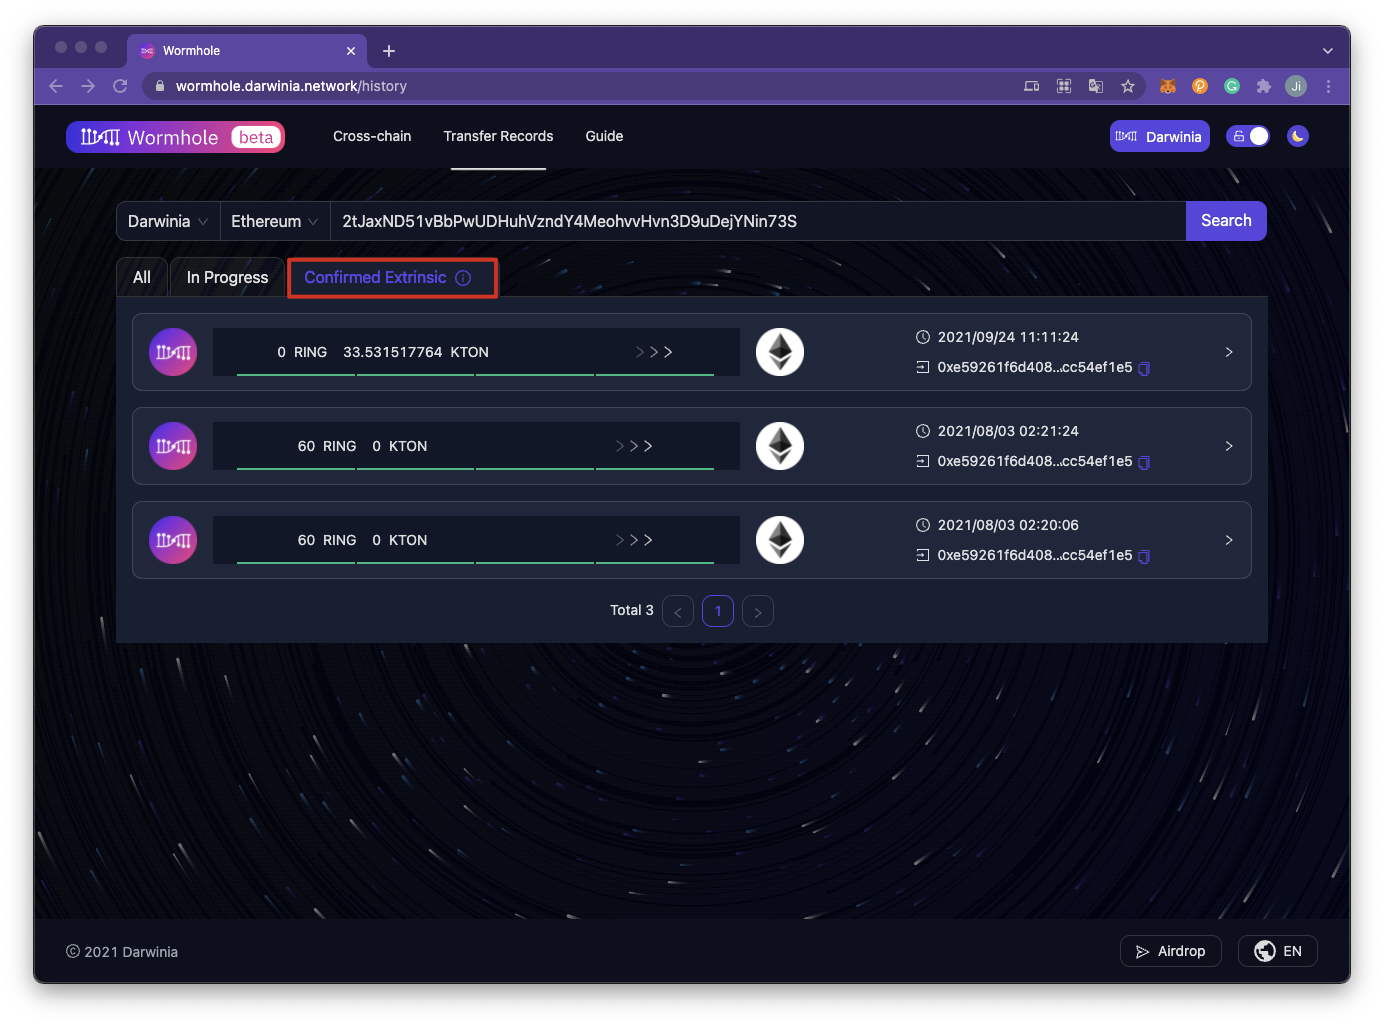 Wormhole
wormhole.darwinia.network/history
Ji
Wormhole beta
Cross-chain
Transfer Records
Guide
Darwinia
Darwinia
Ethereum
2tJaxND51vBbPwUDHuhVzndY4MeohvvHvn3D9uDejYNin73S
Search
All
In Progress
Confirmed Extrinsic
0 RING 33.531517764 KTON
>>>
2021/09/24 11:11:24
0xe59261f6d408...cc54ef1e5
60 RING 0 KTON
>>>
2021/08/03 02:21:24
0xe59261f6d408...cc54ef1e5
60 RING 0 KTON
>>>
2021/08/03 02:20:06
0xe59261f6d408...cc54ef1e5
Total 3 < 1 >
© 2021 Darwinia
Airdrop
EN